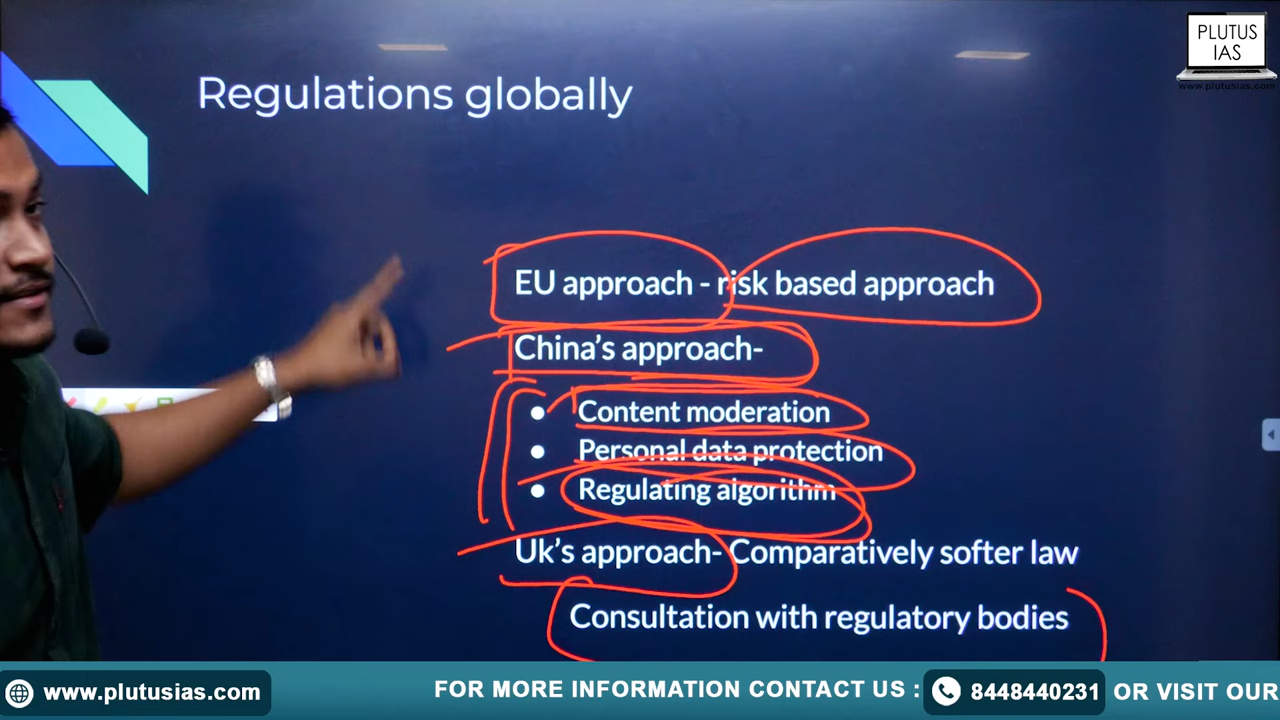 PLUTUS
IAS
www.plutusias.com
Regulations globally
EU approach - risk based approach
China's approach-
Content moderation
Personal data protection
Regulating algorithm
Uk's approach- Comparatively softer law
Consultation with regulatory bodies
www.plutusias.com
FOR MORE INFORMATION CONTACT US :
8448440231
OR VISIT OUR